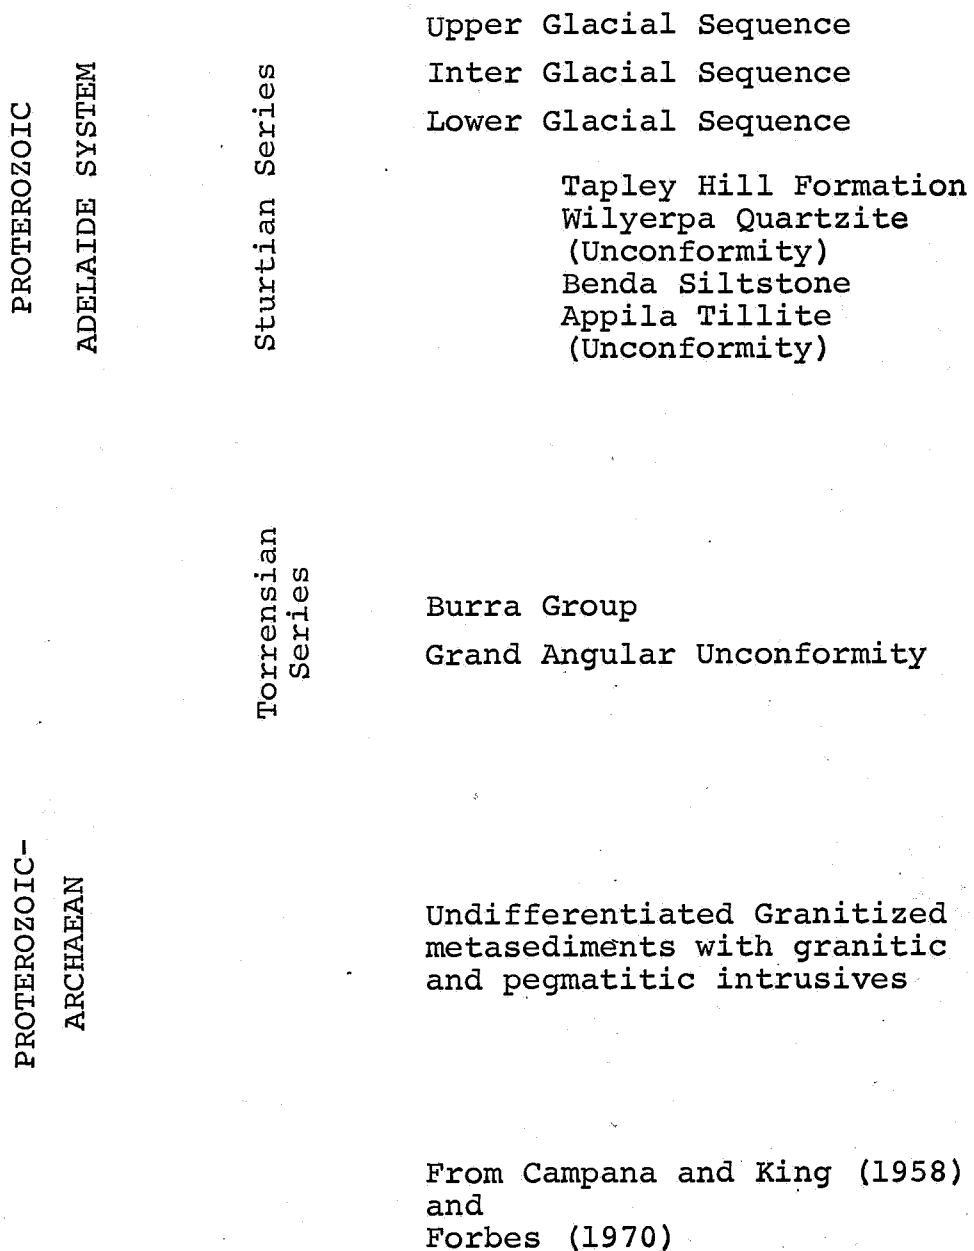 PROTEROZOIC
ADELAIDE SYSTEM
Sturtian Series
Upper Glacial Sequence
Inter Glacial Sequence
Lower Glacial Sequence
Tapley Hill Formation
Wilyerpa Quartzite
(Unconformity)
Benda Siltstone
Appila Tillite
(Unconformity)
Torrensian
Series
Burra Group
Grand Angular Unconformity
PROTEROZOIC-
ARCHAEAN
Undifferentiated Granitized
metasediments with granitic
and pegmatitic intrusives
From Campana and King (1958)
and
Forbes (1970)